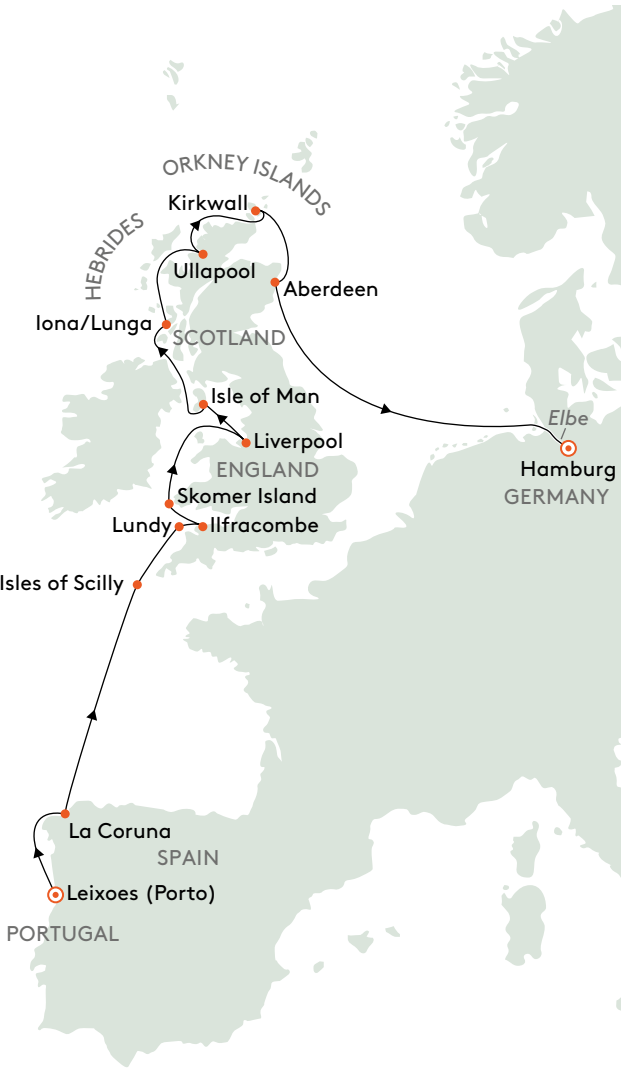 ORKNEY ISLANDS
Kirkwall
HEBRIDES
Ullapool
Aberdeen
Iona/Lunga
SCOTLAND
Isle of Man
Elbe
Liverpool
Hamburg
ENGLAND
GERMANY
Skomer Island
Lundy
Ilfracombe
Isles of Scilly
La Coruna
SPAIN
Leixoes (Porto)
PORTUGAL